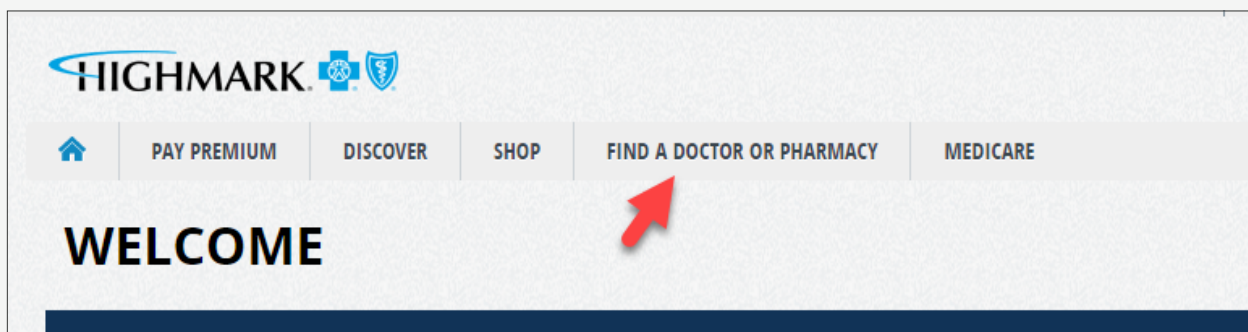 HIGHMARK.
PAY PREMIUM DISCOVER SHOP FIND A DOCTOR OR PHARMACY MEDICARE
WELCOME